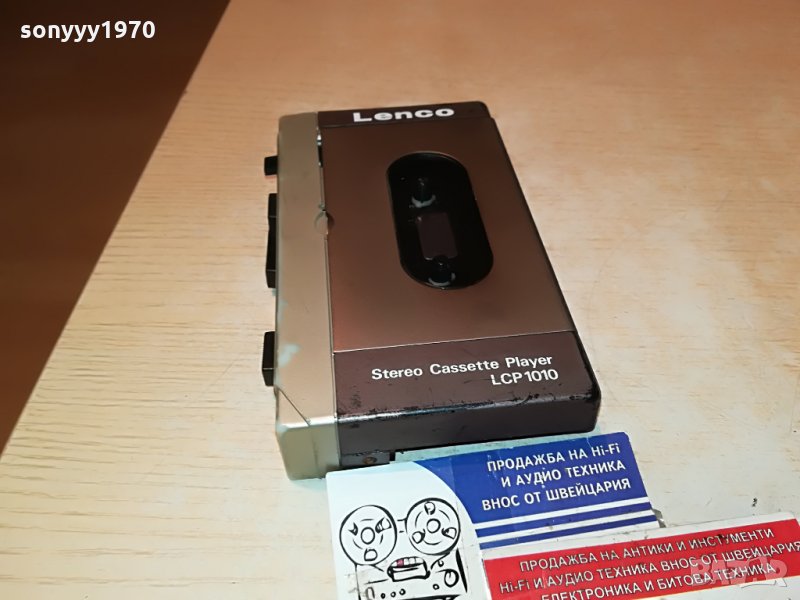 sonyyy1970
Lenco
Stereo Cassette Player
LCP1010
ПРОДАЖБА НА Hi-Fi
И АУДИО ТЕХНИКА
ВНОС ОТ ШВЕЙЦАРИЯ
ПРОДАЖБА НА АНТИКИ И ИНСТУМЕНТИ
Hi-Fi И АУДИО ТЕХНИКА ВНОС ОТ ШВЕЙЦАРИЯ
ЕЛЕКТРОНИКА И БИТОВА ТЕХНИКА